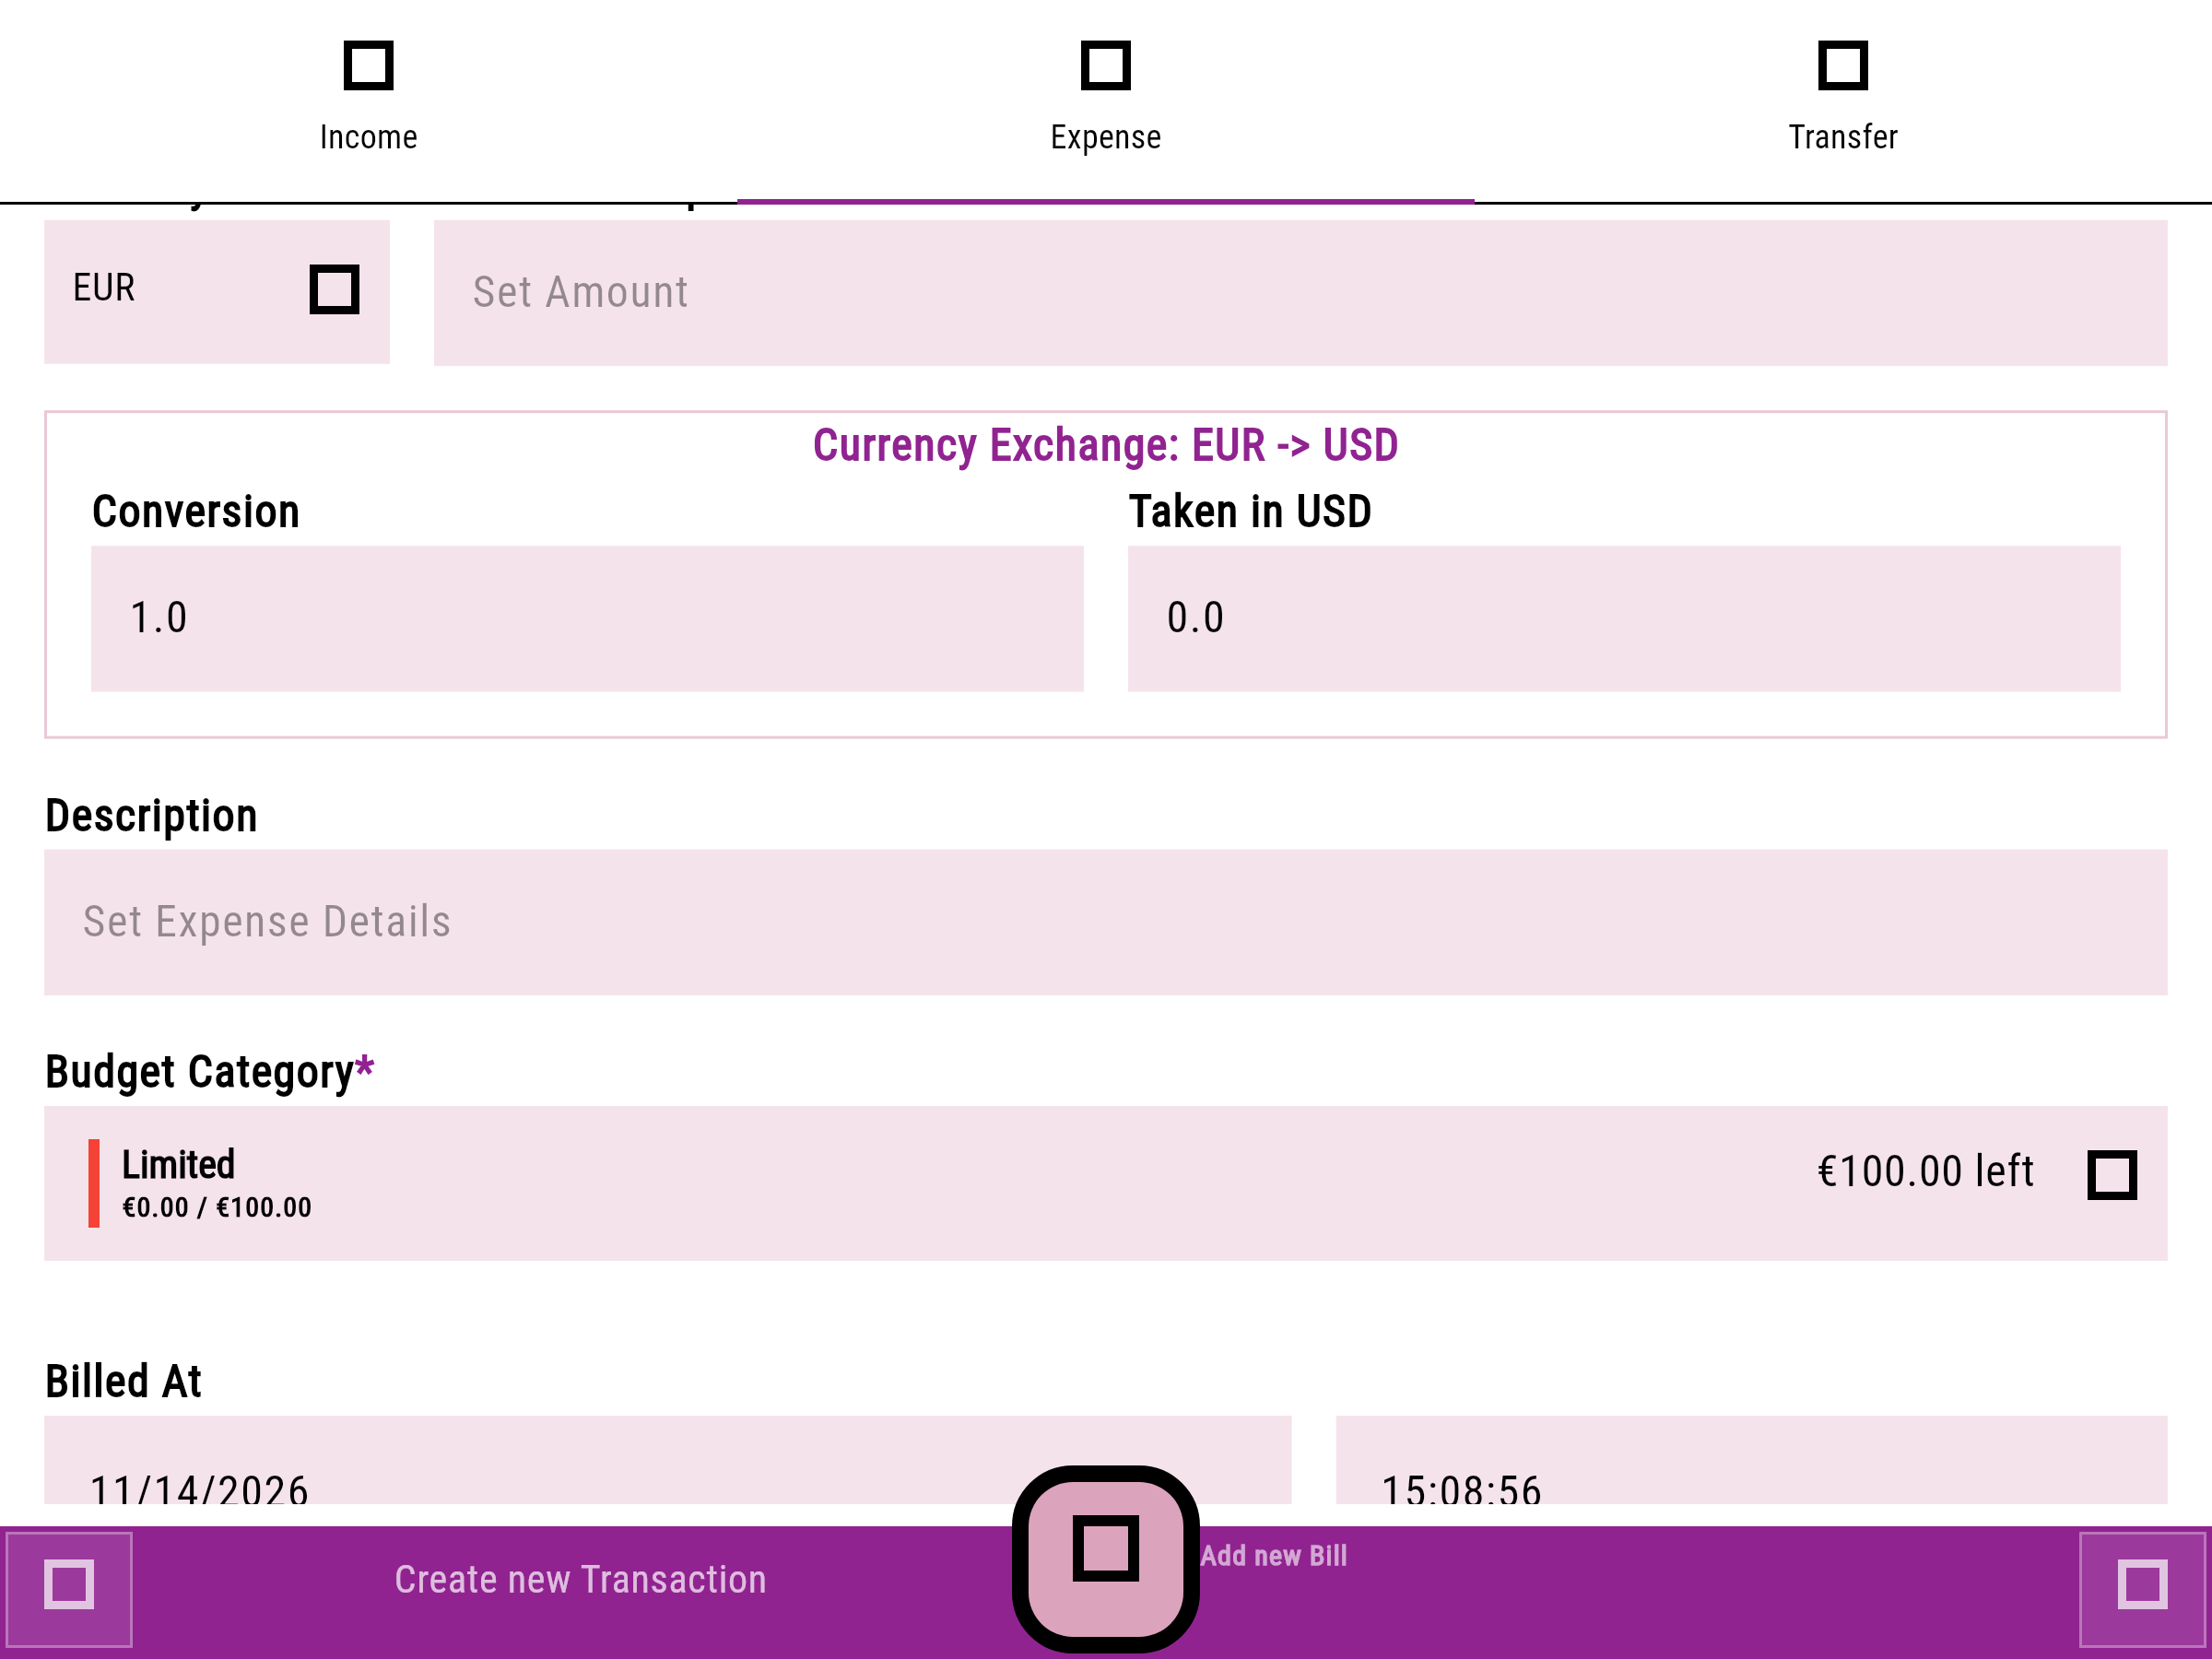 Income
Expense
Transfer
EUR
Set Amount
Currency Exchange: EUR -> USD
Conversion
Taken in USD
1.0
0.0
Description
Set Expense Details
Budget Category*
Limited
€0.00 / €100.00
€100.00 left
Billed At
11/14/2026
15:08:56
Create new Transaction
Add new Bill